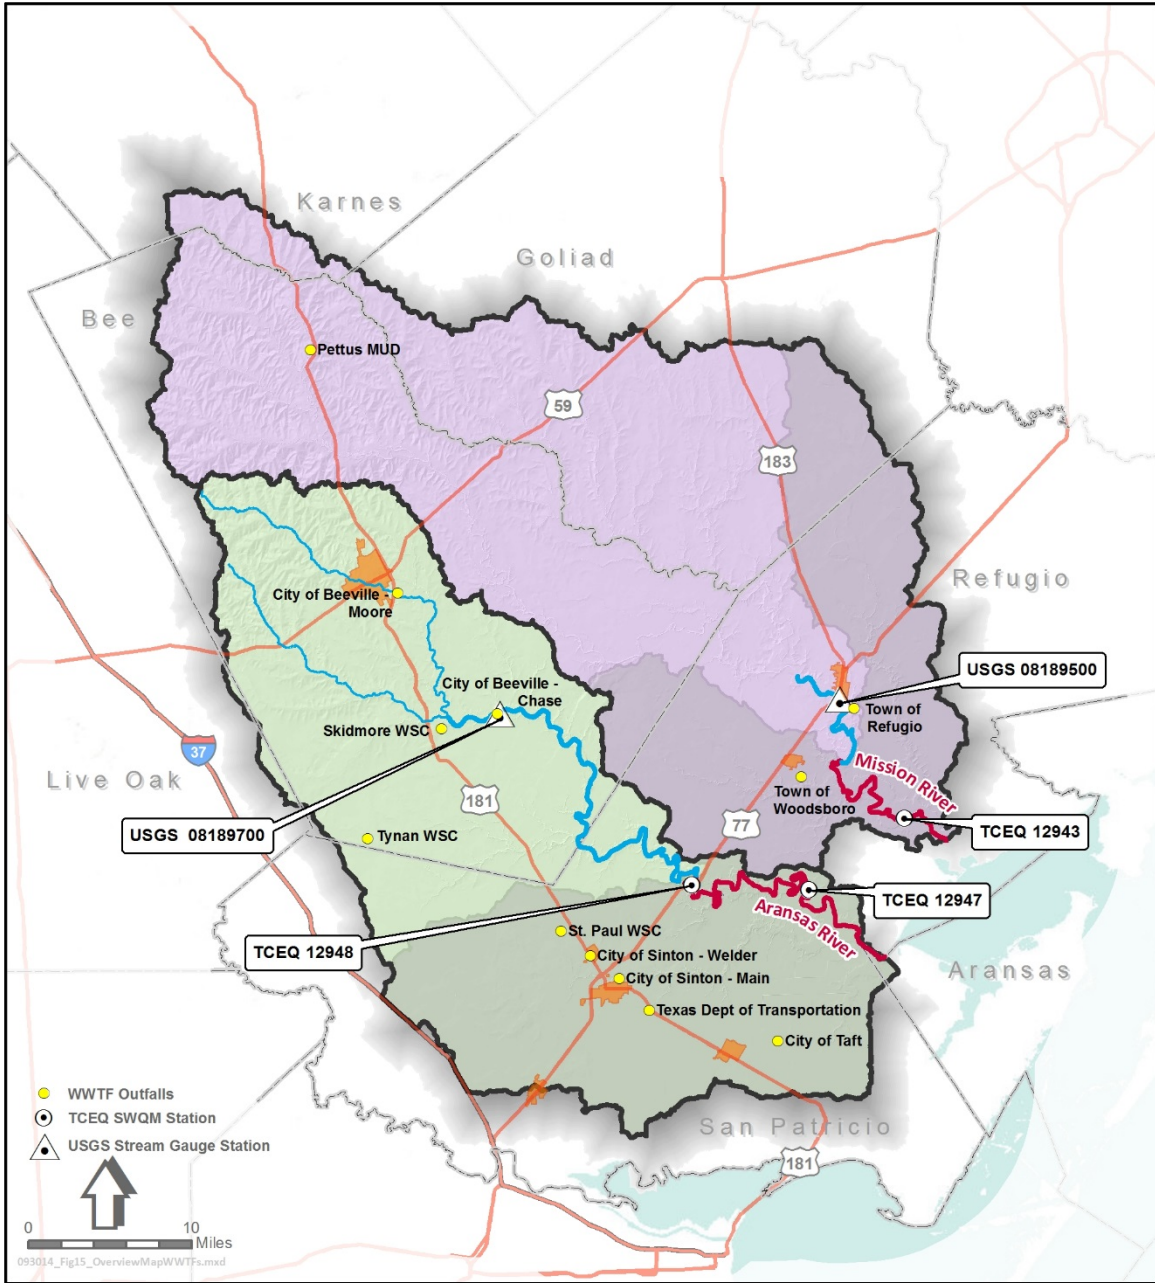 Karnes
Goliad
Bee
Pettus MUD
59
183
Refugio
City of Beeville -
Moore
USGS 08189500
City of Beeville -
Chase
Town of
Refugio
Skidmore WSC
37
Live Oak
Mission River
Town of
Woodsboro
181
77
USGS 08189700
TCEQ 12943
Tynan WSC
TCEQ 12947
Aransas River
St. Paul WSC
TCEQ 12948
City of Sinton - Welder
Aransas
City of Sinton - Main
Texas Dept of Transportation
City of Taft
WWTF Outfalls
TCEQ SWQM Station
San Patricio
USGS Stream Gauge Station
181
0
10
Miles
093014_Fig15_OverviewMapWWTFs.mxd